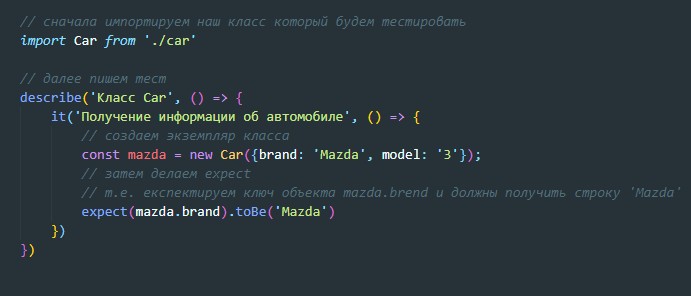 // сначала импортируем наш класс который будем тестировать
import Car from './car'
// далее пишем тест
describe('Класс Car', () => {
it('Получение информации об автомобиле', () => {
// создаем экземпляр класса
const mazda = new Car({brand: 'Mazda', model: '3'});
// затем делаем expect
// т.е. експектируем ключ объекта mazda.brend и должны получить строку 'Mazda'
expect(mazda.brand).toBe('Mazda')
})
})